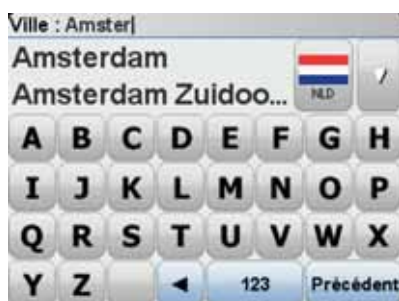 Ville : Amster
Amsterdam
Amsterdam Zuidoo...
NLD
A B C D E F G H
I J K L M N O P
Q R S T U V W X
Y Z 123 Précédent